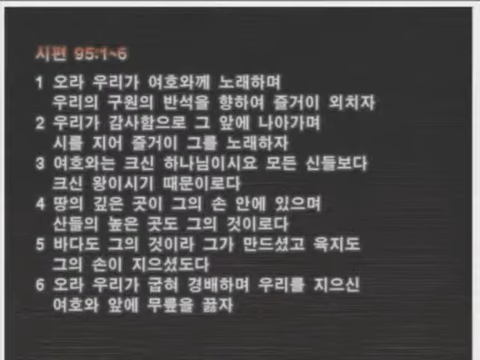 시편 95:1~6
1 오라 우리가 여호와께 노래하며
우리의 구원의 반석을 향하여 즐거이 외치자
2 우리가 감사함으로 그 앞에 나아가며
시를 지어 즐거이 그를 노래하자
3 여호와는 크신 하나님이시요 모든 신들보다
크신 왕이시기 때문이로다
4 땅의 깊은 곳이 그의 손 안에 있으며
산들의 높은 곳도 그의 것이로다
5 바다도 그의 것이라 그가 만드셨고 육지도
그의 손이 지으셨도다
6 오라 우리가 굽혀 경배하며 우리를 지으신
여호와 앞에 무릎을 꿇자